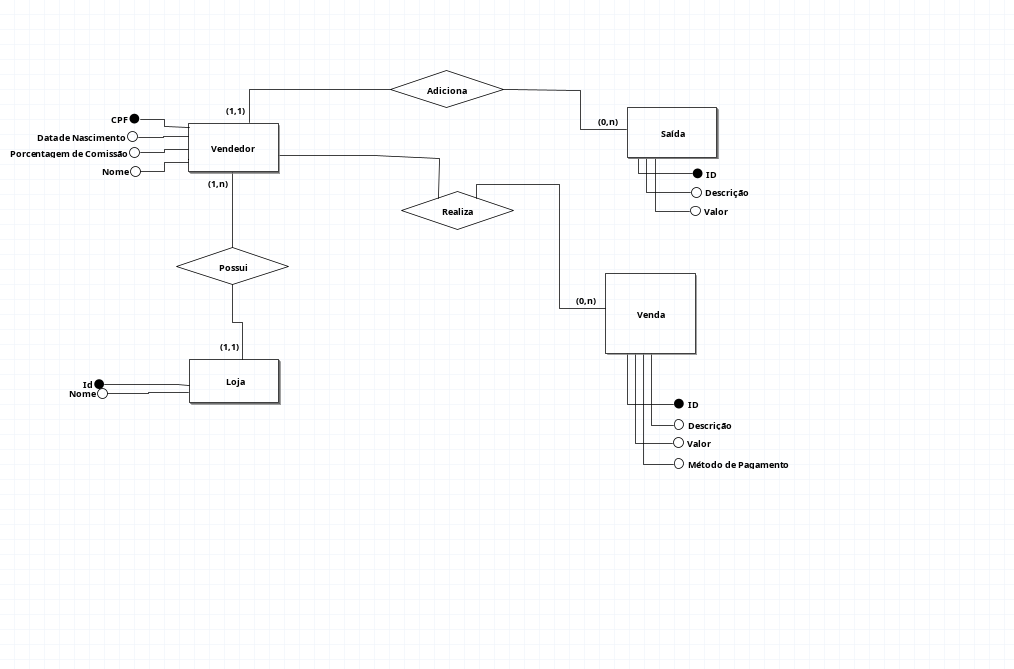 Adiciona
(1,1)
CPF
(0,n)
Saída
Data de Nascimento
Vendedor
Porcentagem de Comissão
Nome
ID
(1,n)
Descrição
Realiza
Valor
Possui
(0,n)
Venda
(1,1)
Loja
Id
Nome
ID
Descrição
Valor
Método de Pagamento